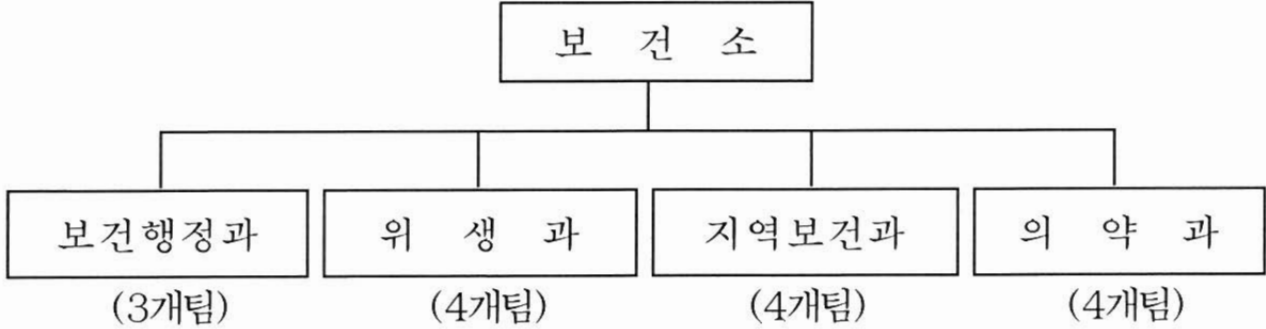 보 건 소
보건행정과 위 생 과 지역보건과 의 약 과
(3개팀) (4개팀) (4개팀) (4개팀)